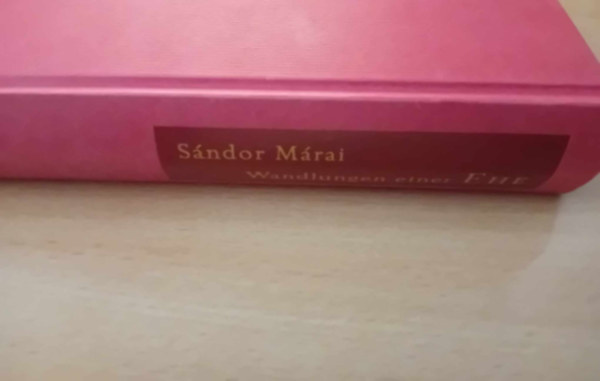 Sándor Márai
Wandlungen einer EHE